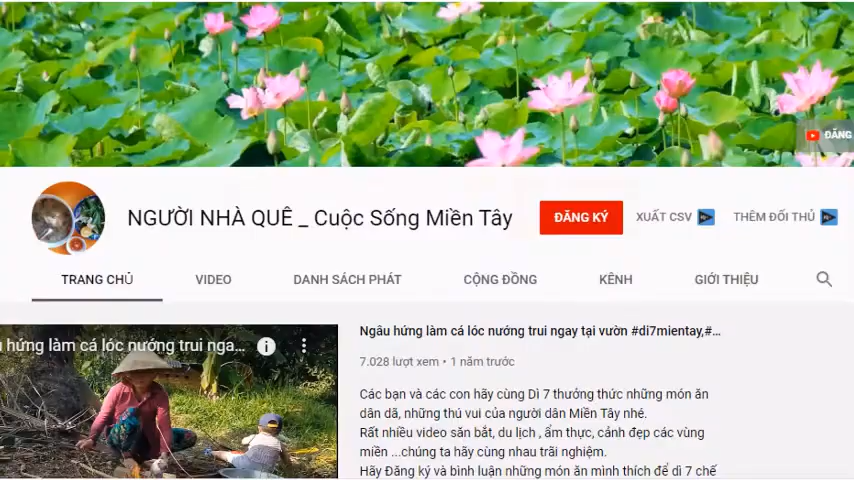 ĐĂNG
NGƯỜI NHÀ QUÊ _ Cuộc Sống Miền Tây
ĐĂNG KÝ
XUẤT CSV
THÊM ĐỐI THỦ
TRANG CHỦ
VIDEO
DANH SÁCH PHÁT
CỘNG ĐỒNG
KÊNH
GIỚI THIỆU
hứng làm cá lóc nướng trui nga...
Ngâu hứng làm cá lóc nướng trui ngay tại vườn #di7mientay,#...
7.028 lượt xem • 1 năm trước
Các bạn và các con hãy cùng Dì 7 thưởng thức những món ăn
dân dã, những thú vui của người dân Miền Tây nhé.
Rất nhiều video săn bắt, du lịch , ẩm thực, cảnh đẹp các vùng
miền ...chúng ta hãy cùng nhau trãi nghiệm.
Hãy Đăng ký và bình luận những món ăn mình thích để dì 7 chế